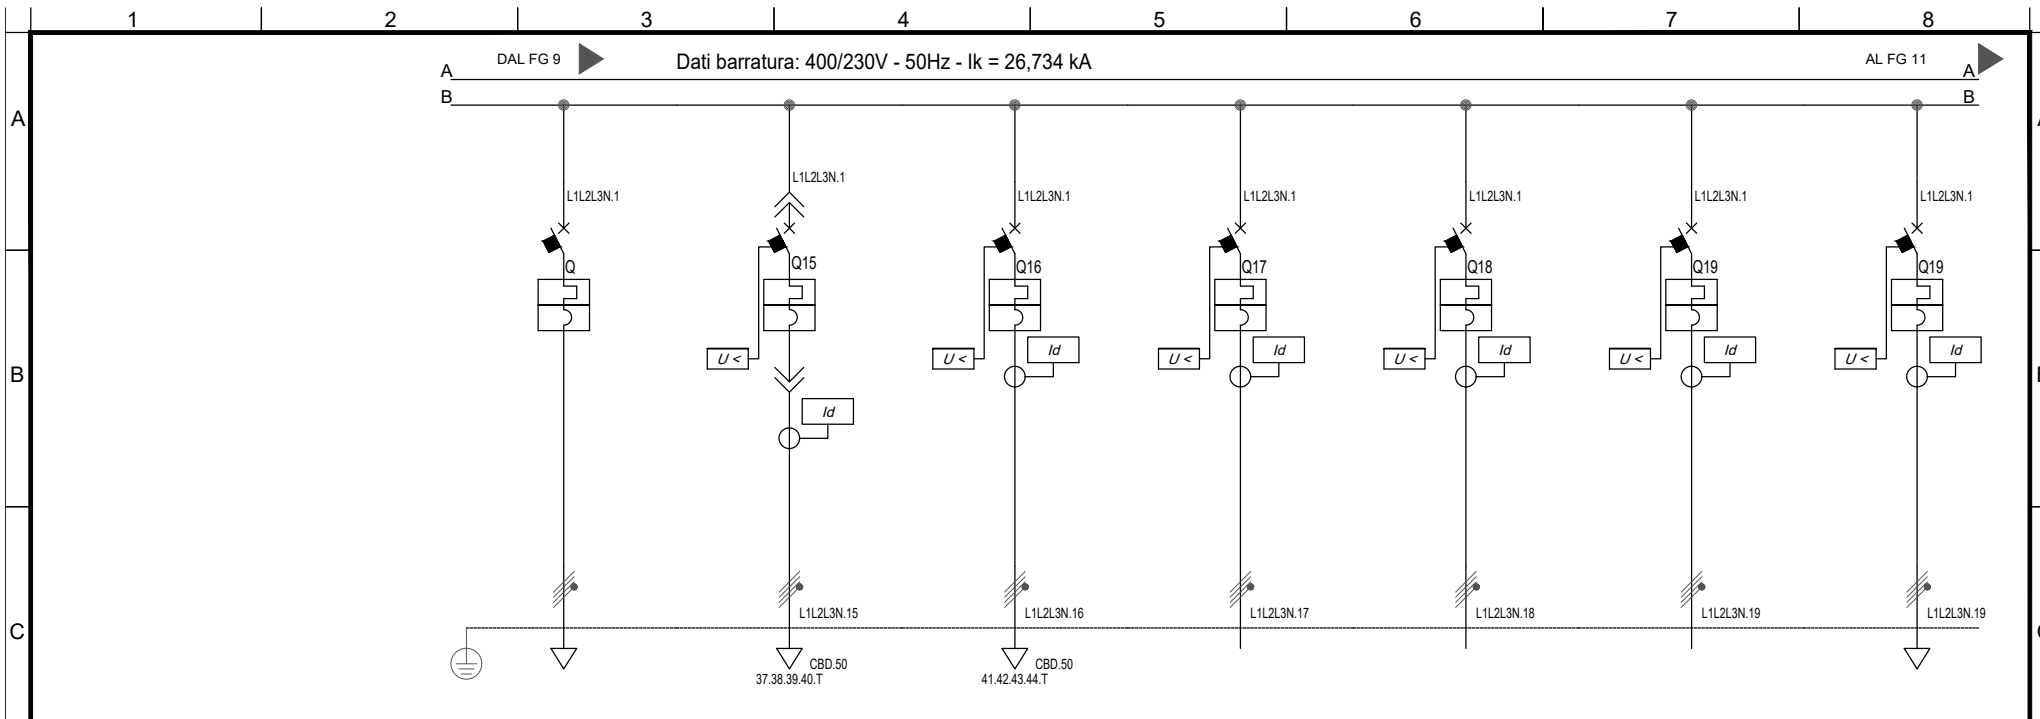 1 2 3 4 5 6 7 8
DAL FG 9 Dati barratura: 400/230V - 50Hz - Ik = 26,734 kA AL FG 11
A A
B B
A
L1L2L3N.1 L1L2L3N.1 L1L2L3N.1 L1L2L3N.1 L1L2L3N.1 L1L2L3N.1 L1L2L3N.1
Q Q15 Q16 Q17 Q18 Q19 Q19
U < U < U < U < U < U <
Id Id Id Id Id
B
Id
L1L2L3N.15 L1L2L3N.16 L1L2L3N.17 L1L2L3N.18 L1L2L3N.19 L1L2L3N.19
C
CBD.50 CBD.50
37.38.39.40.T 41.42.43.44.T